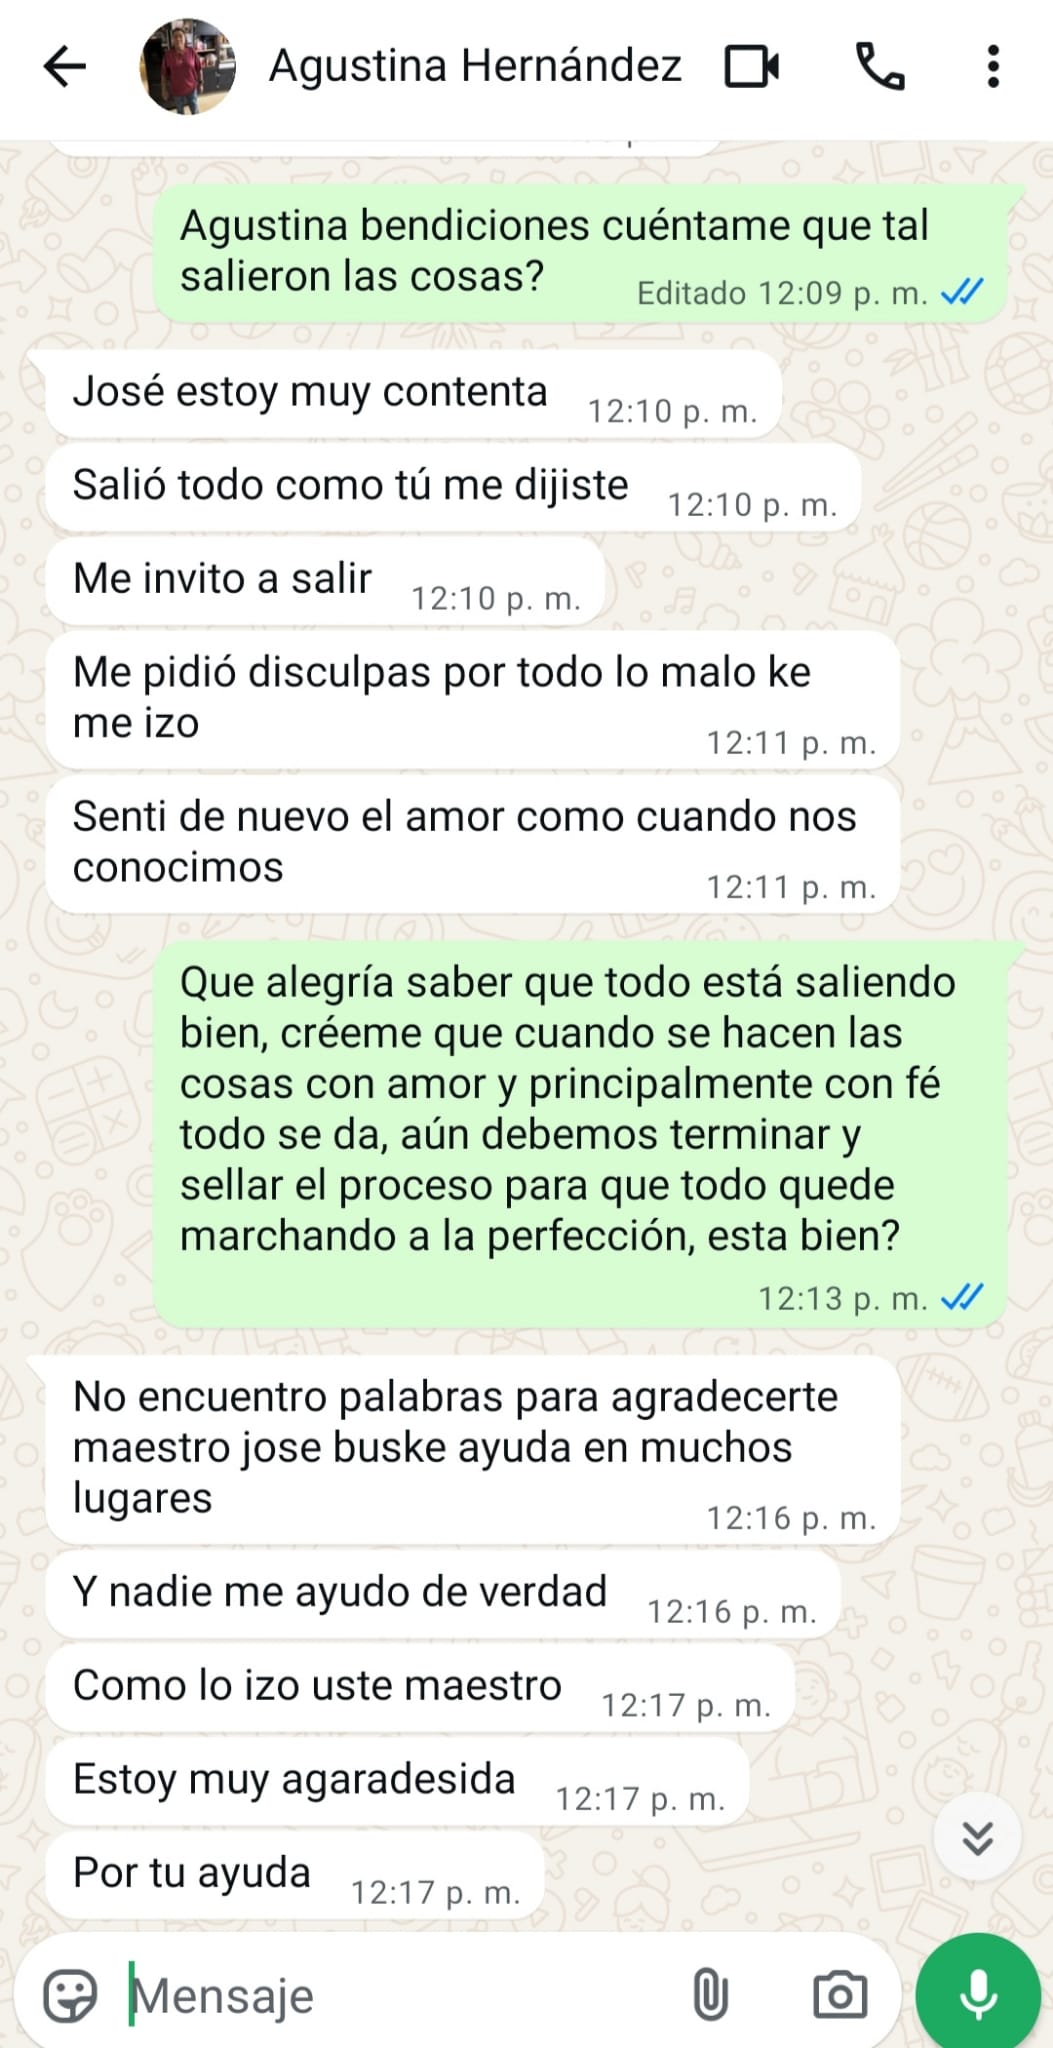 Agustina Hernández
Agustina bendiciones cuéntame que tal
salieron las cosas?
Editado 12:09 p. m.
José estoy muy contenta
12:10 p. m.
Salió todo como tú me dijiste
12:10 p. m.
Me invito a salir
12:10 p. m.
Me pidió disculpas por todo lo malo ke
me izo
12:11 p. m.
Senti de nuevo el amor como cuando nos
conocimos
12:11 p. m.
Que alegría saber que todo está saliendo
bien, créeme que cuando se hacen las
cosas con amor y principalmente con fé
todo se da, aún debemos terminar y
sellar el proceso para que todo quede
marchando a la perfección, esta bien?
12:13 p. m.
No encuentro palabras para agradecerte
maestro jose buske ayuda en muchos
lugares
12:16 p. m.
Y nadie me ayudo de verdad
12:16 p. m.
Como lo izo uste maestro
12:17 p. m.
Estoy muy agaradesida
12:17 p. m.
Por tu ayuda
12:17 p. m.
Mensaje